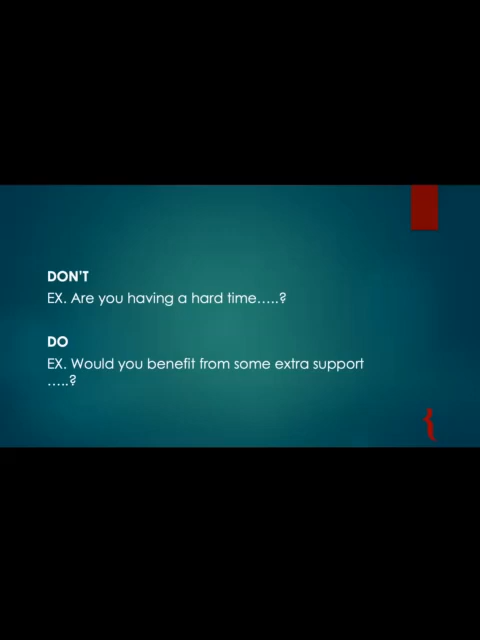 DON'T
EX. Are you having a hard time…..?
DO
EX. Would you benefit from some extra support
…..?
{